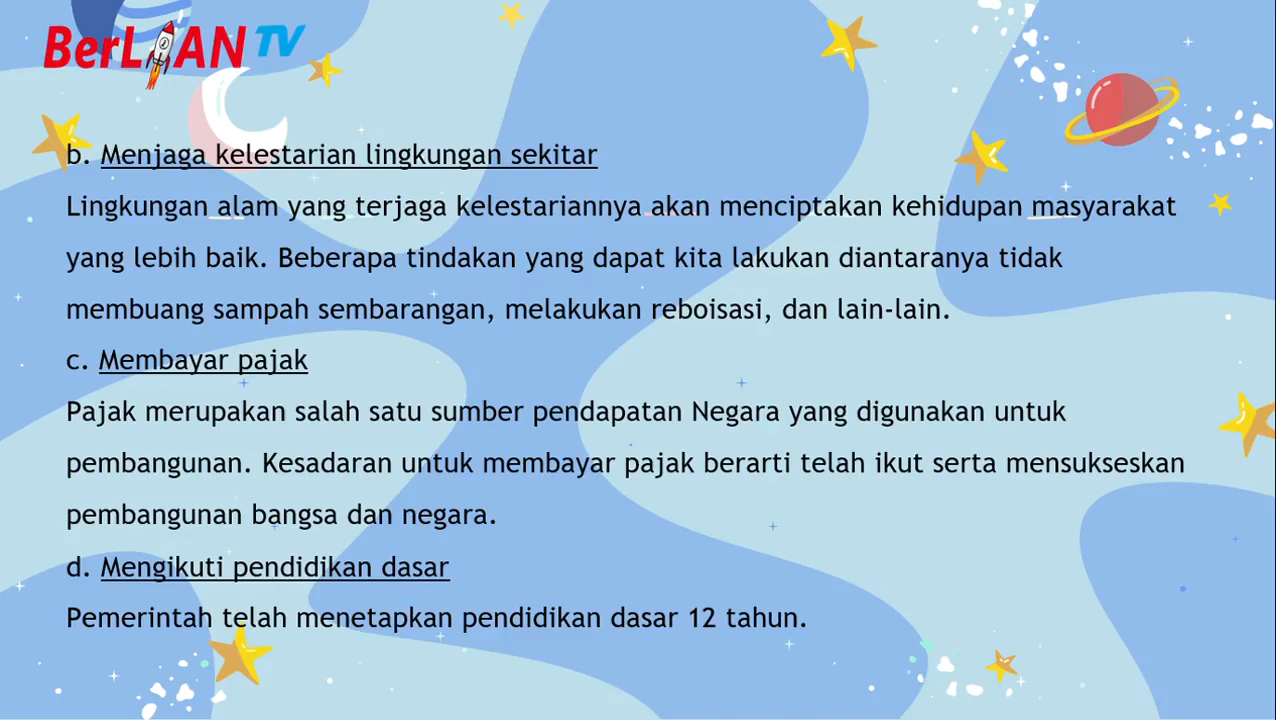 BerLIAN TV
b. Menjaga kelestarian lingkungan sekitar
Lingkungan alam yang terjaga kelestariannya akan menciptakan kehidupan masyarakat
yang lebih baik. Beberapa tindakan yang dapat kita lakukan diantaranya tidak
membuang sampah sembarangan, melakukan reboisasi, dan lain-lain.
c. Membayar pajak
Pajak merupakan salah satu sumber pendapatan Negara yang digunakan untuk
pembangunan. Kesadaran untuk membayar pajak berarti telah ikut serta mensukseskan
pembangunan bangsa dan negara.
d. Mengikuti pendidikan dasar
Pemerintah telah menetapkan pendidikan dasar 12 tahun.